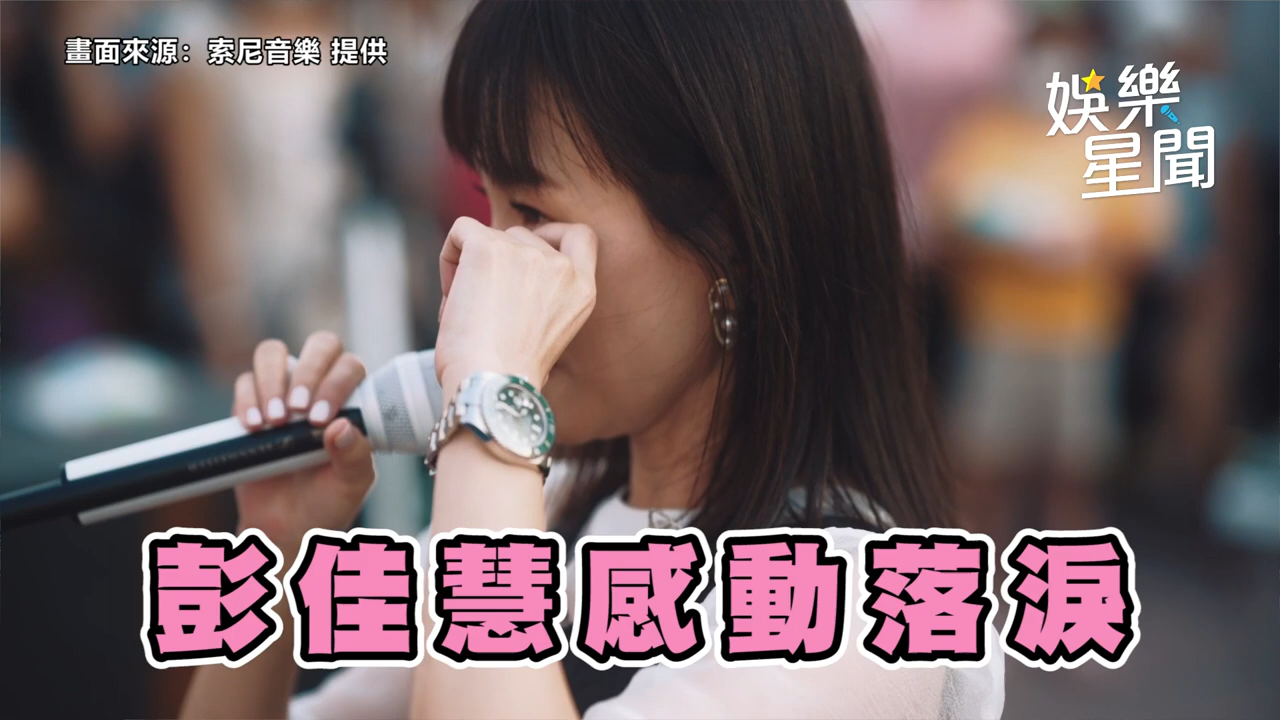 畫面來源：索尼音樂 提供
娛樂
星聞
彭佳慧感動落淚